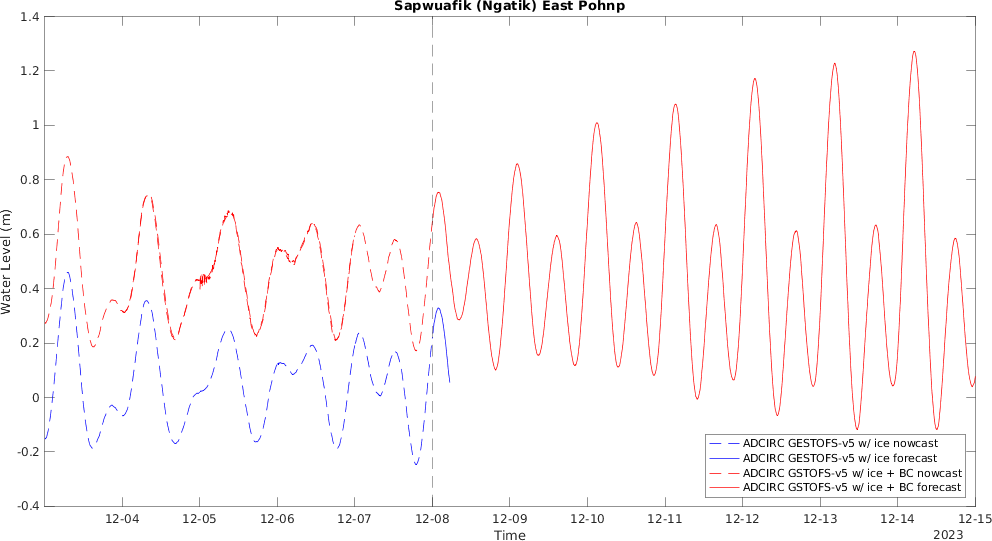 Sapwuafik (Ngatik) East Pohnp
1.4
1.2
1
0.8
0.6
0.4
0.2
0
-0.2
-0.4
Water Level (m)
ADCIRC GESTOFS-v5 w/ ice nowcast
ADCIRC GESTOFS-v5 w/ ice forecast
ADCIRC GSTOFS-v5 w/ ice + BC nowcast
ADCIRC GSTOFS-v5 w/ ice + BC forecast
12-04 12-05 12-06 12-07 12-08 12-09 12-10 12-11 12-12 12-13 12-14 12-15
Time
2023